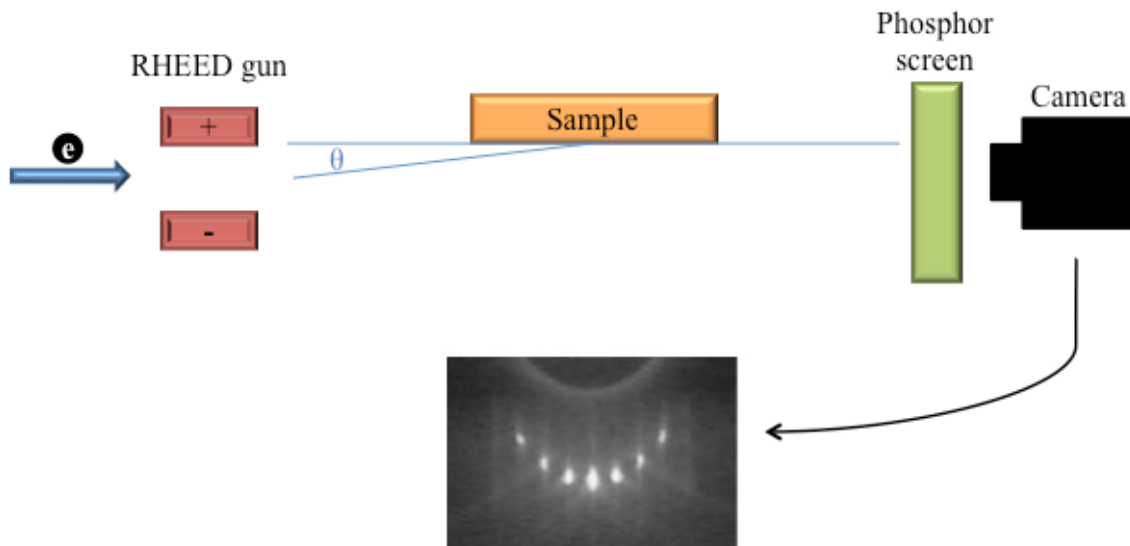 RHEED gun
+
-
e
θ
Sample
Phosphor
screen
Camera